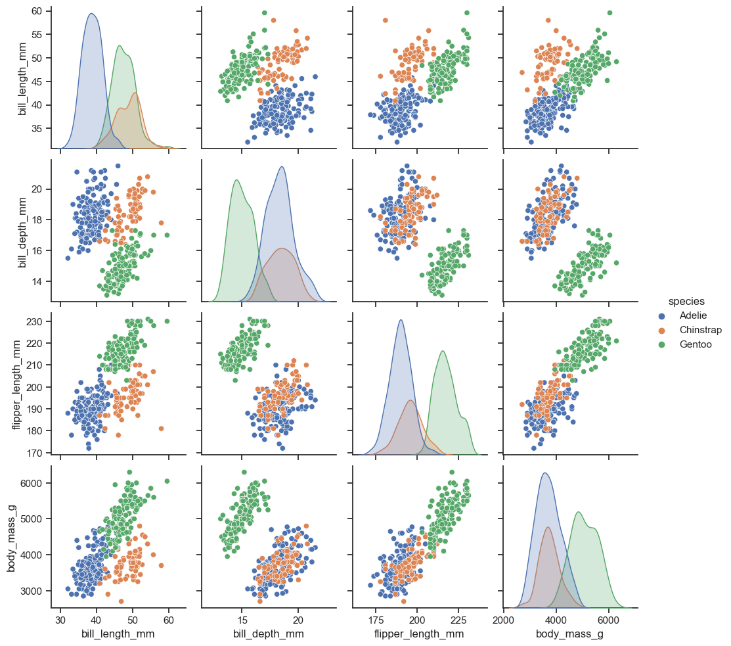 60
55
50
45
40
35
bill_length_mm
20
18
16
14
bill_depth_mm
species
Adelie
Chinstrap
Gentoo
230
220
210
200
190
180
170
flipper_length_mm
6000
5000
4000
3000
body_mass_g
30 40 50 60 15 20 175 200 225 2000 4000 6000
bill_length_mm bill_depth_mm flipper_length_mm body_mass_g